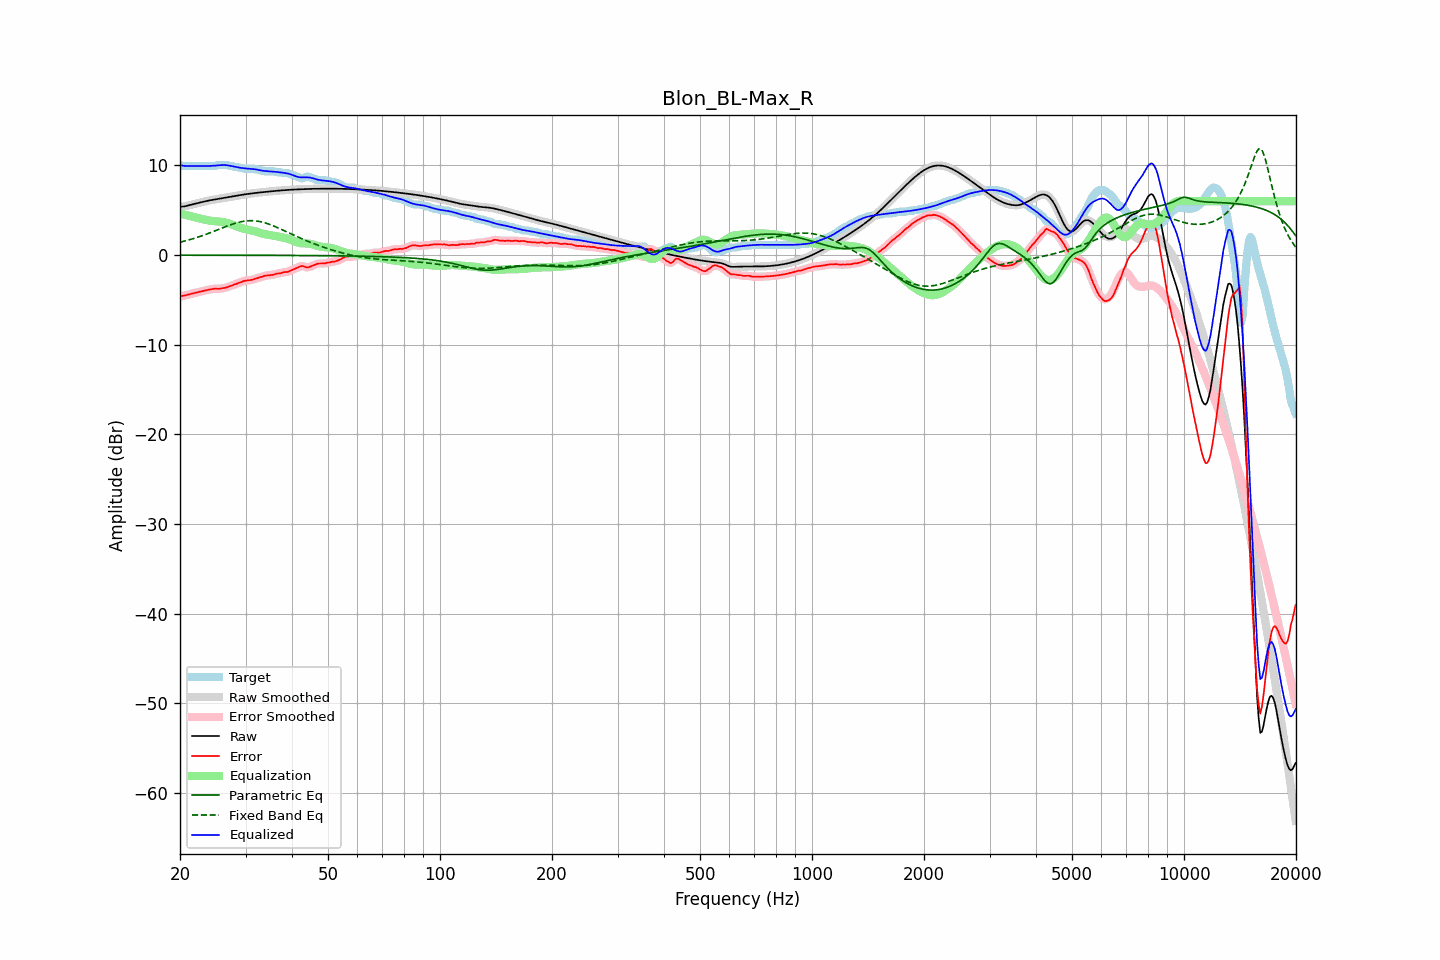 Blon_BL-Max_R
Amplitude (dBr)
10
0
−10
−20
−30
−40
−50
−60
Target
Raw Smoothed
Error Smoothed
Raw
Error
Equalization
Parametric Eq
Fixed Band Eq
Equalized
20
50
100
200
500
1000
2000
5000
10000
20000
Frequency (Hz)